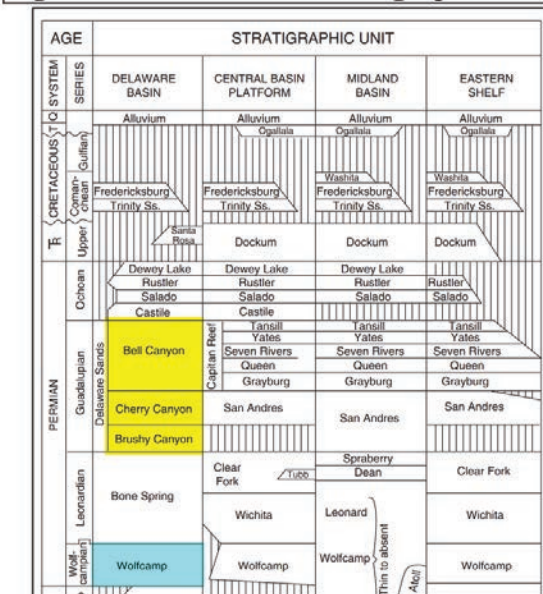 AGE
STRATIGRAPHIC UNIT
SYSTEM
SERIES
DELAWARE BASIN
CENTRAL BASIN PLATFORM
MIDLAND BASIN
EASTERN SHELF
Q
Alluvium
Alluvium
Alluvium
Alluvium
T
Ogallala
Ogallala
Ogallala
CRETACEOUS
Gulfian
Coman-
chean
Washita
Washita
Fredericksburg
Fredericksburg
Fredericksburg
Fredericksburg
Trinity Ss.
Trinity Ss.
Trinity Ss.
Trinity Ss.
Upper
Santa
Rosa
Dockum
Dockum
Dockum
PERMIAN
Ochoan
Dewey Lake
Dewey Lake
Dewey Lake
Rustler
Rustler
Rustler
Rustler
Salado
Salado
Salado
Salado
Castile
Castile
Guadalupian
Delaware Sands
Bell Canyon
Capitan Reef
Tansill
Tansill
Tansill
Yates
Yates
Yates
Seven Rivers
Seven Rivers
Seven Rivers
Queen
Queen
Queen
Grayburg
Grayburg
Grayburg
Cherry Canyon
San Andres
San Andres
San Andres
Brushy Canyon
Leonardian
Bone Spring
Clear
Fork
Tubb
Spraberry
Dean
Clear Fork
Wichita
Leonard
Wichita
Wolf-
campian
Wolfcamp
Wolfcamp
Wolfcamp
Thin to absent
Atoll
Wolfcamp